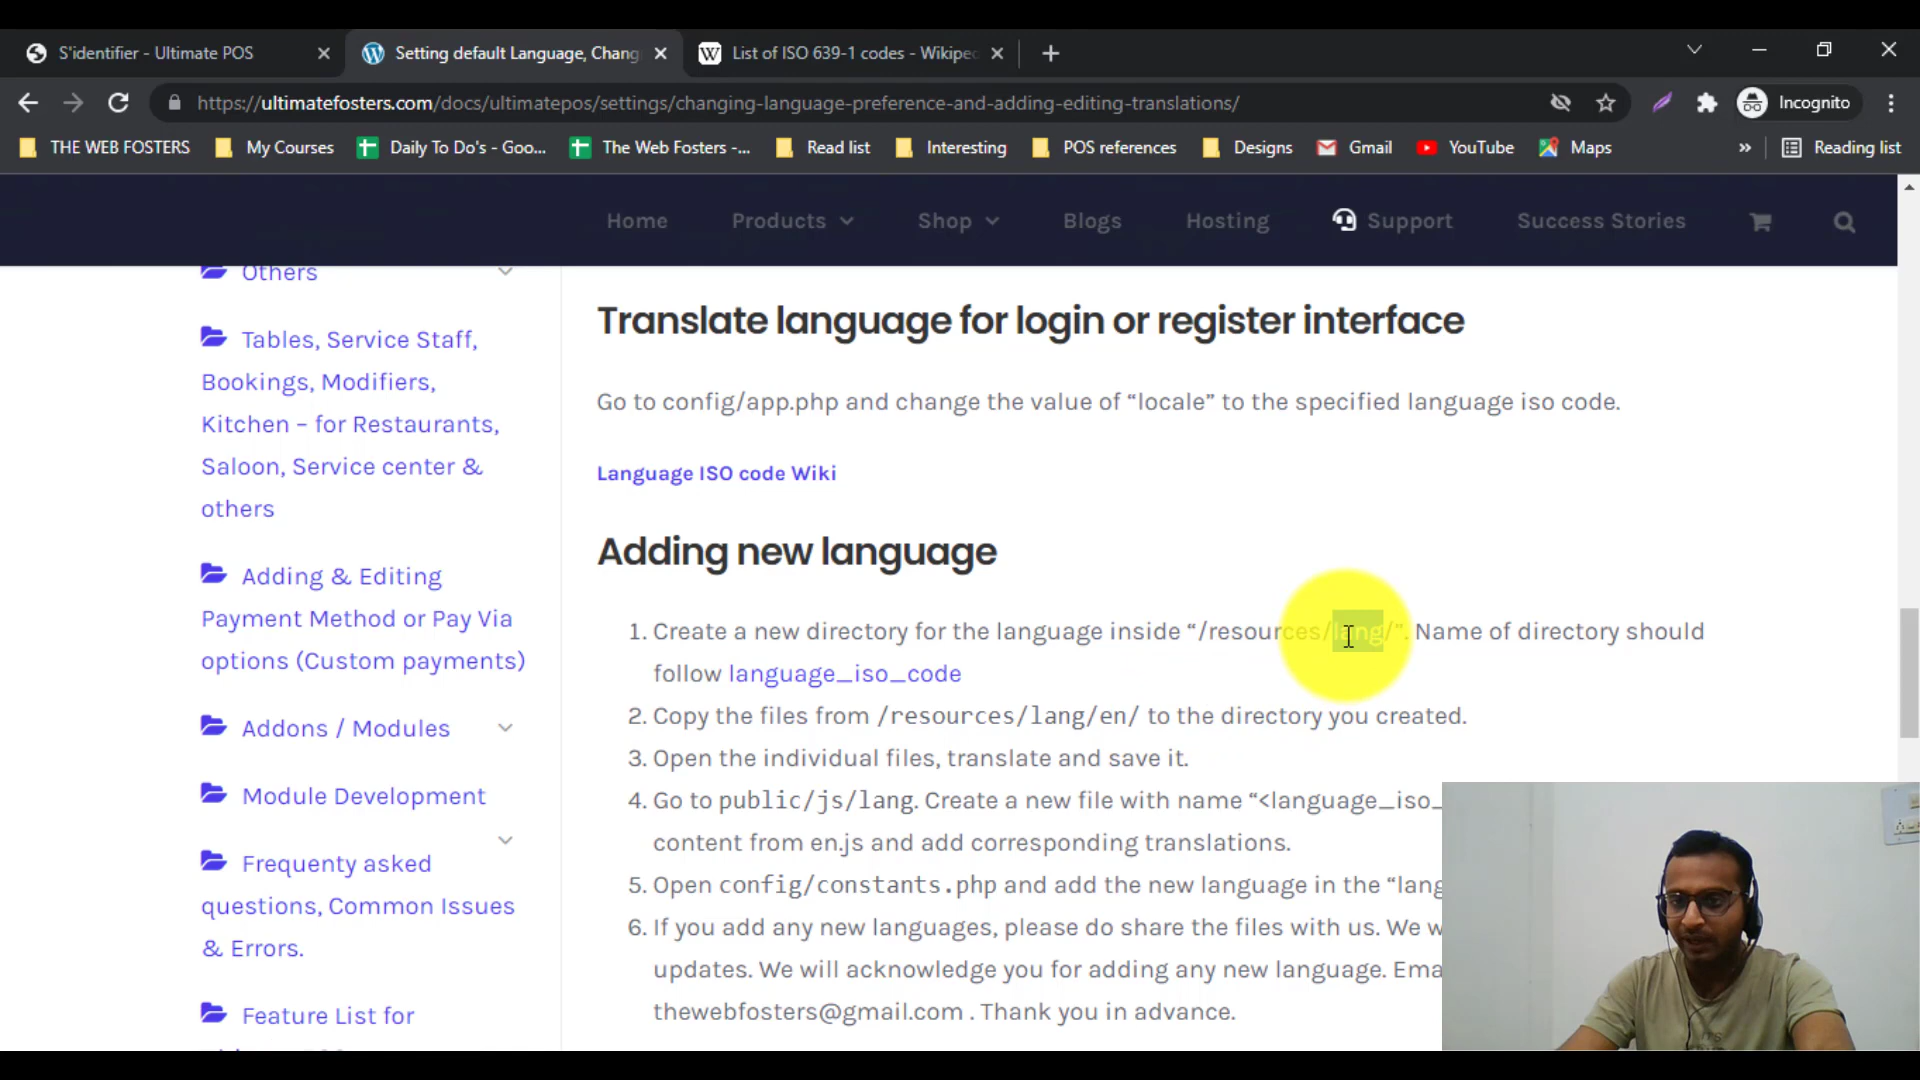 S'identifier - Ultimate POS
Setting default Language, Chang
List of ISO 639-1 codes - Wikipec
https://ultimatefosters.com/docs/ultimatepos/settings/changing-language-preference-and-adding-editing-translations/
Incognito
THE WEB FOSTERS
My Courses
Daily To Do's - Goo...
The Web Fosters -...
Read list
Interesting
POS references
Designs
Gmail
YouTube
Maps
»
Reading list
Home
Products
Shop
Blogs
Hosting
Support
Success Stories
Others
Tables, Service Staff,
Bookings, Modifiers,
Kitchen – for Restaurants,
Saloon, Service center &
others
Adding & Editing
Payment Method or Pay Via
options (Custom payments)
Addons / Modules
Module Development
Frequenty asked
questions, Common Issues
& Errors.
Feature List for
Translate language for login or register interface
Go to config/app.php and change the value of “locale” to the specified language iso code.
Language ISO code Wiki
Adding new language
1. Create a new directory for the language inside “/resources/lang/”. Name of directory should
follow language_iso_code
2. Copy the files from /resources/lang/en/ to the directory you created.
3. Open the individual files, translate and save it.
4. Go to public/js/lang. Create a new file with name “<language_iso_
content from en.js and add corresponding translations.
5. Open config/constants.php and add the new language in the “lang
6. If you add any new languages, please do share the files with us. We w
updates. We will acknowledge you for adding any new language. Ema
thewebfosters@gmail.com . Thank you in advance.